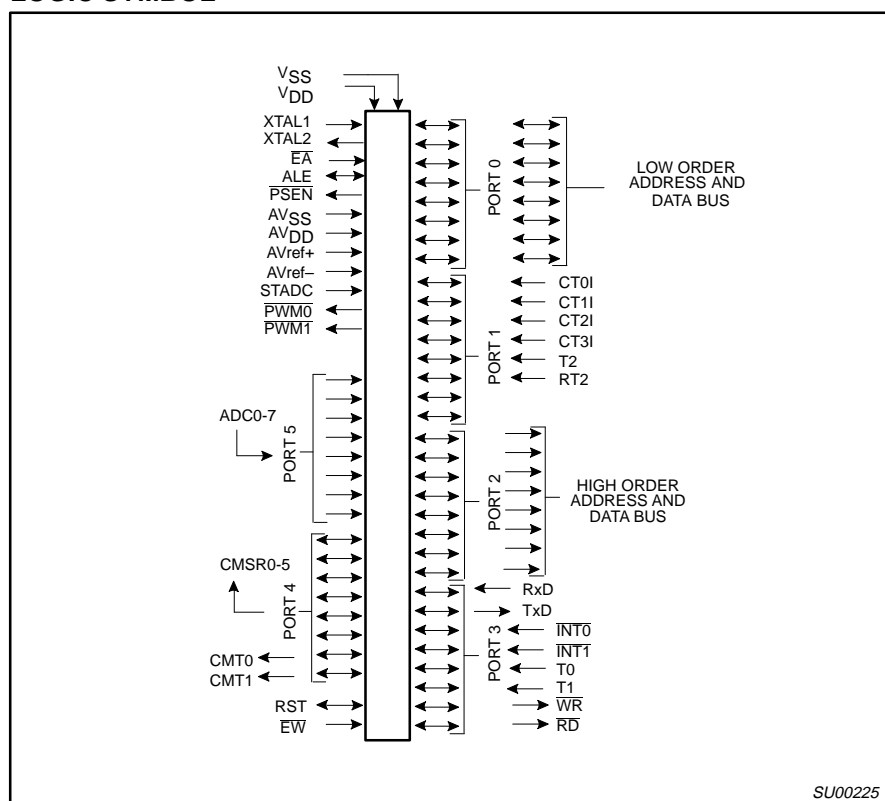 LOGIC SYMBOL
VSS
VDD
XTAL1
XTAL2
EA
ALE
PSEN
AVSS
AVDD
AVref+
AVref–
STADC
PWM0
PWM1
ADC0-7
PORT 5
CMSR0-5
PORT 4
CMT0
CMT1
RST
EW
PORT 0
LOW ORDER
ADDRESS AND
DATA BUS
PORT 1
CT0I
CT1I
CT2I
CT3I
T2
RT2
PORT 2
HIGH ORDER
ADDRESS AND
DATA BUS
PORT 3
RxD
TxD
INT0
INT1
T0
T1
WR
RD
SU00225